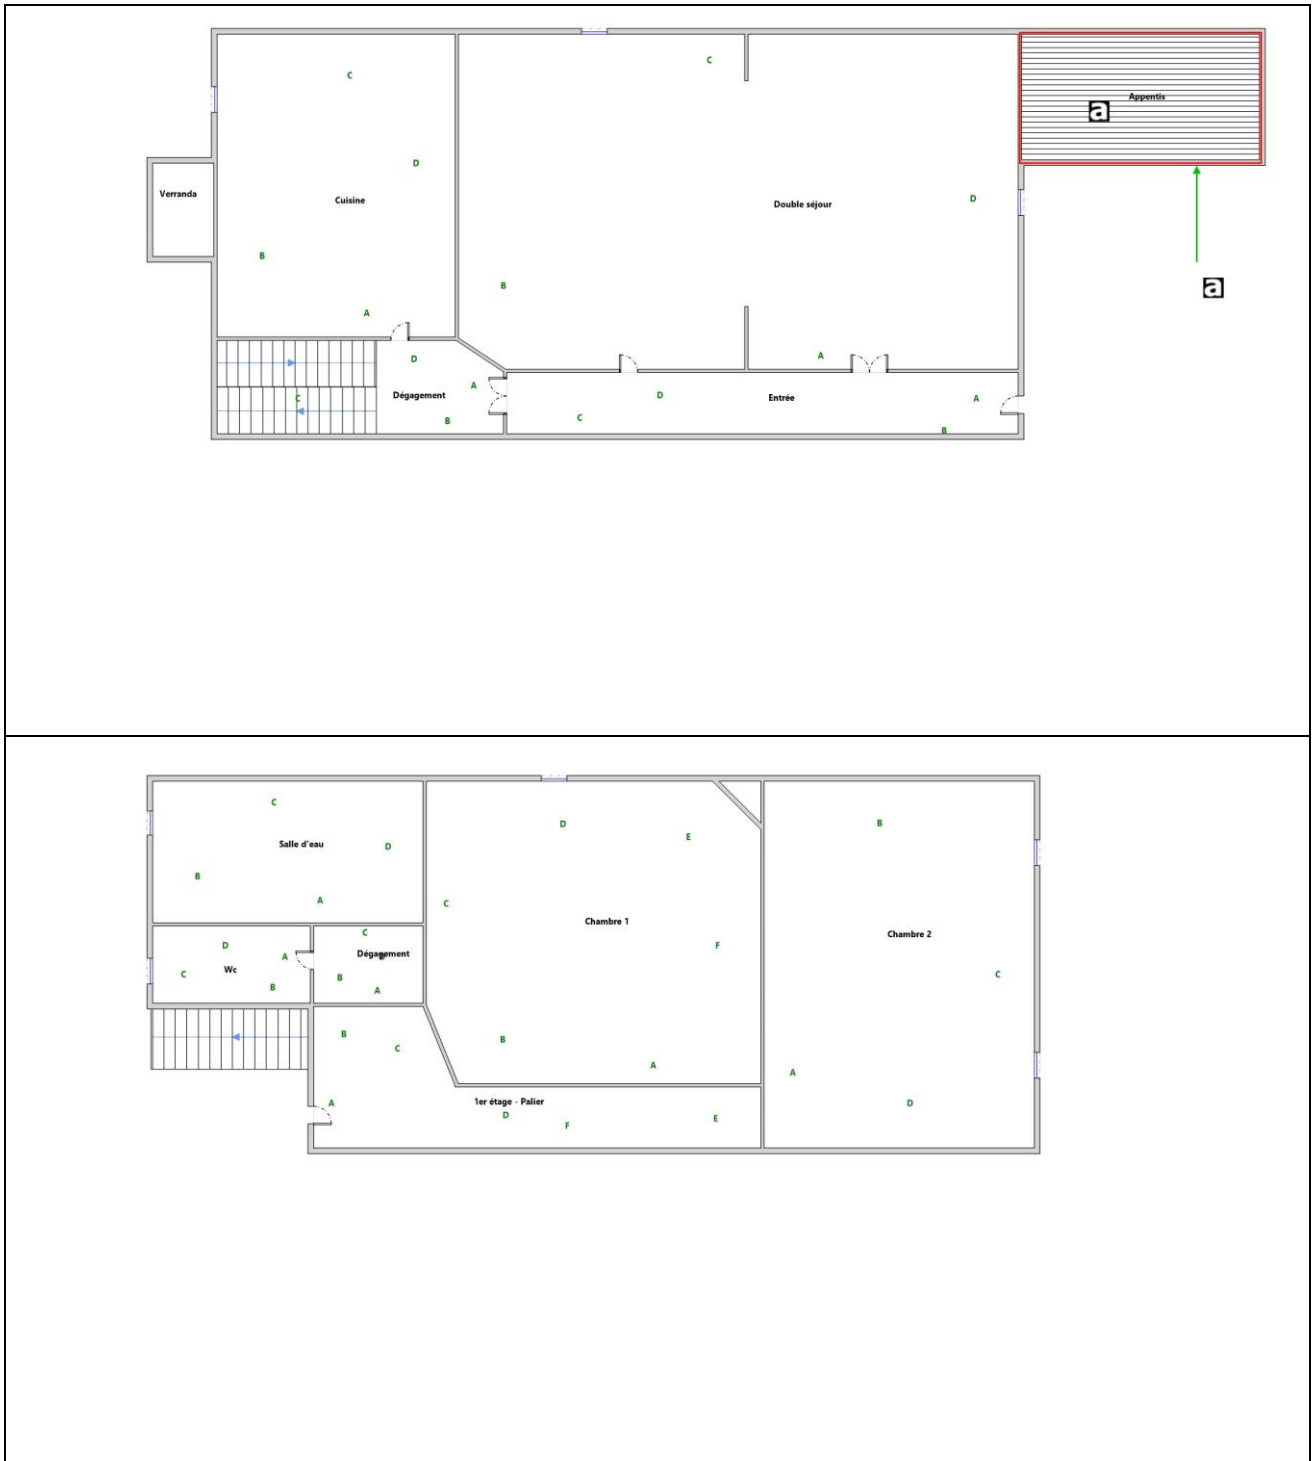 C
C
Appentis
a
D
Verranda
Cuisine
D
Double séjour
B
B
a
A
D
A
A
Dégagement
D
Entrée
A
C
B
C
B
C
B
D
E
Salle d'eau
D
B
A
C
Chambre 1
C
Chambre 2
D
A
Dégagement
D
F
Wc
C
B
B
A
C
B
B
C
A
A
A
1er étage - Palier
D
D
F
E